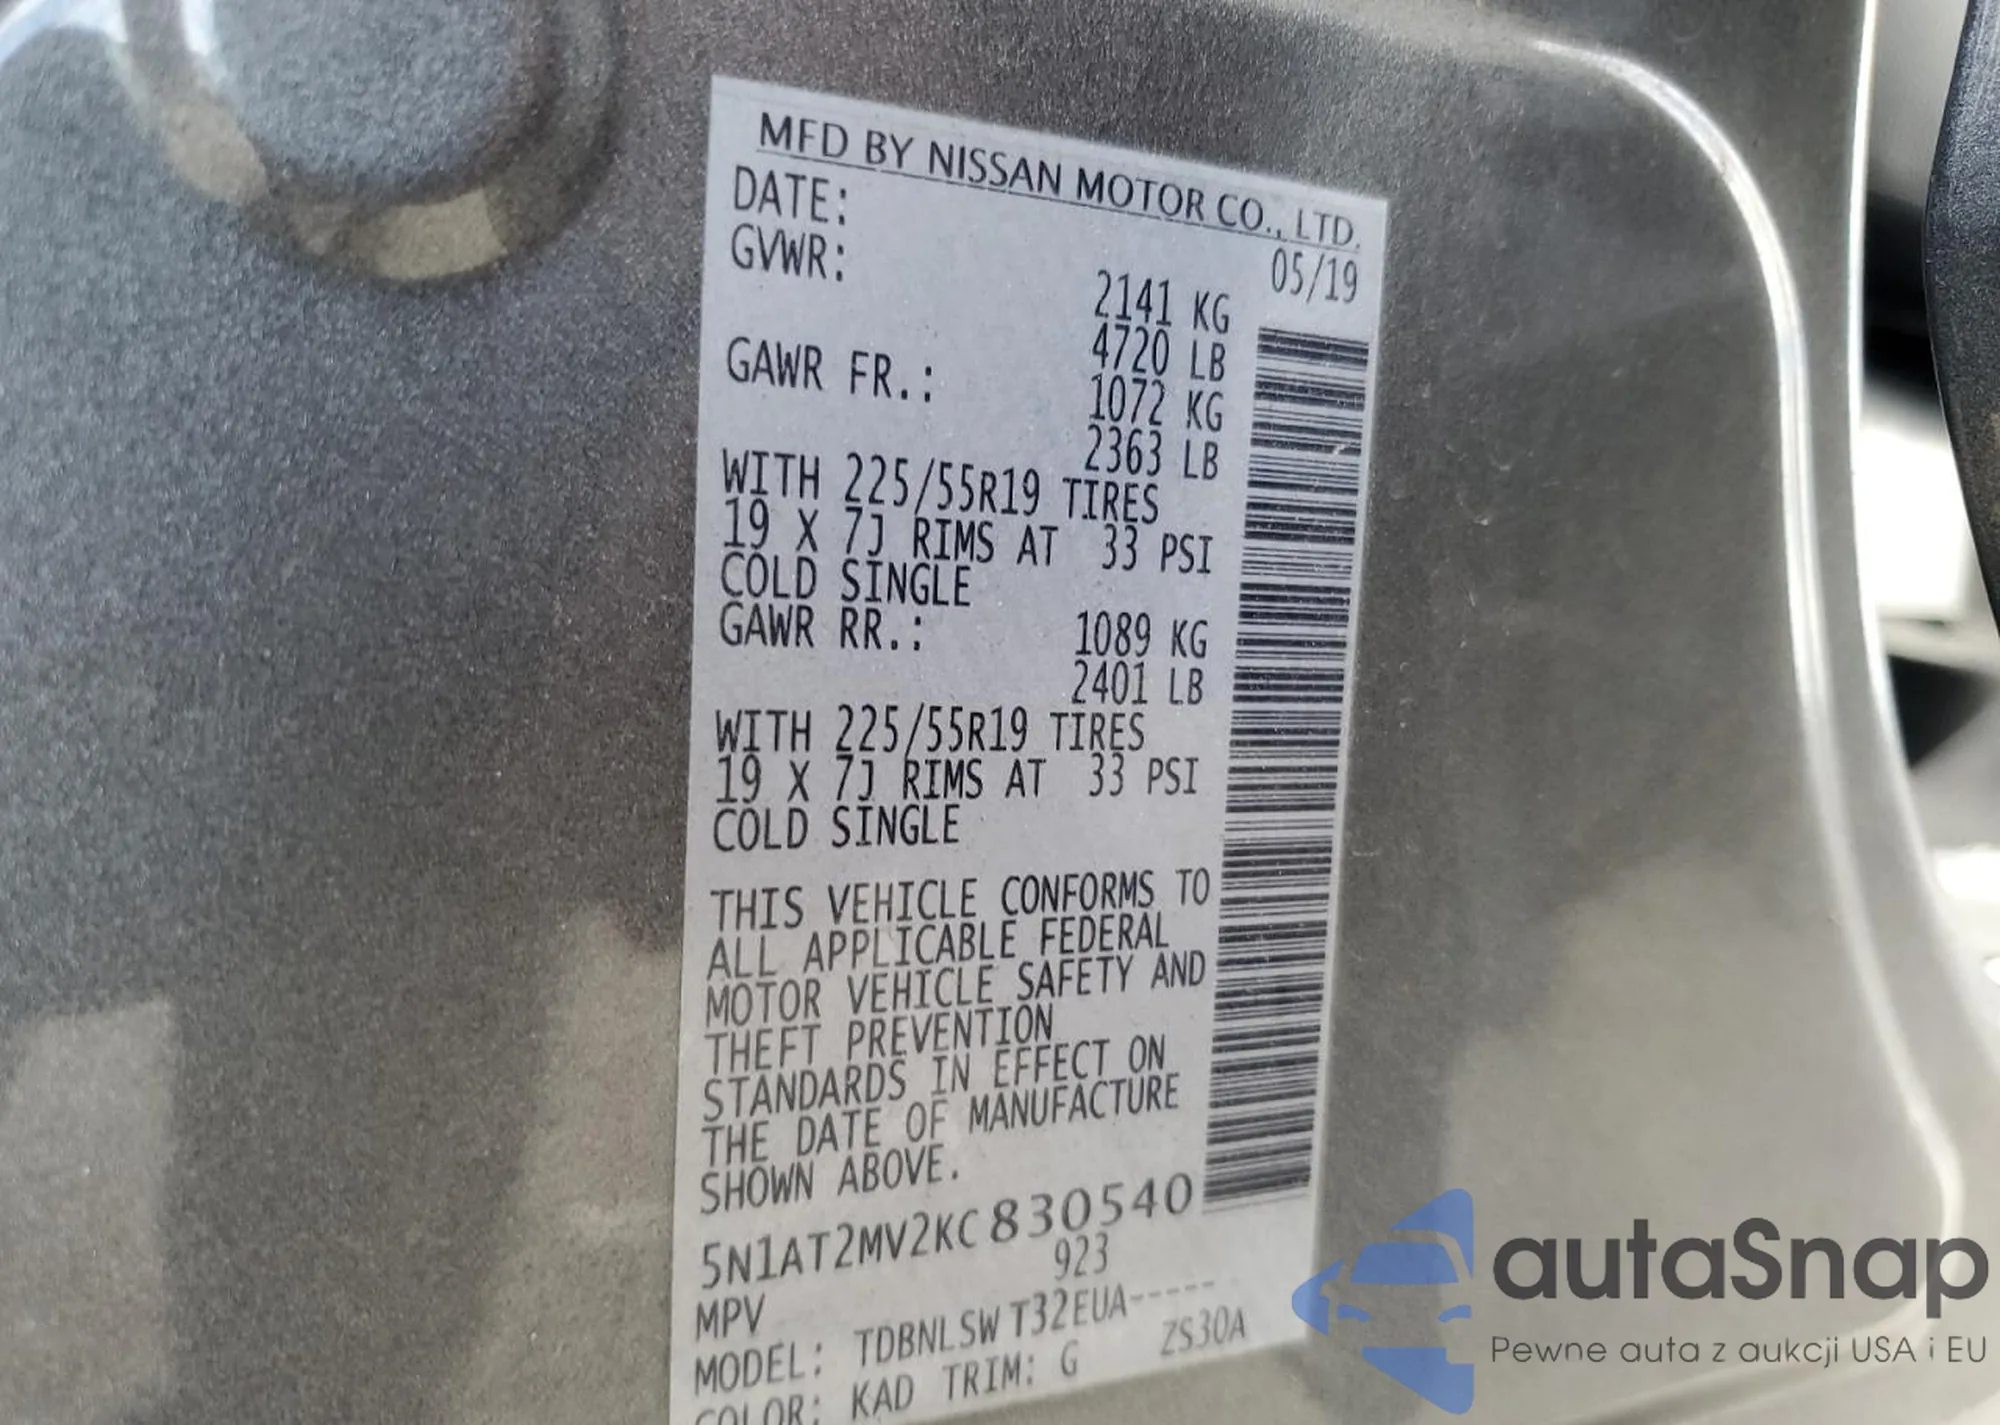 MFD BY NISSAN MOTOR CO., LTD.
DATE: 05/19
GVWR: 2141 KG
4720 LB
GAWR FR.: 1072 KG
2363 LB
WITH 225/55R19 TIRES
19 X 7J RIMS AT 33 PSI
COLD SINGLE
GAWR RR.: 1089 KG
2401 LB
WITH 225/55R19 TIRES
19 X 7J RIMS AT 33 PSI
COLD SINGLE
THIS VEHICLE CONFORMS TO
ALL APPLICABLE FEDERAL
MOTOR VEHICLE SAFETY AND
THEFT PREVENTION
STANDARDS IN EFFECT ON
THE DATE OF MANUFACTURE
SHOWN ABOVE.
5N1AT2MV2KC830540
923
MPV
MODEL: TDBNLSW T32EUA-----
COLOR: KAD TRIM: G ZS30A
autaSnap
Pewne auta z aukcji USA i EU